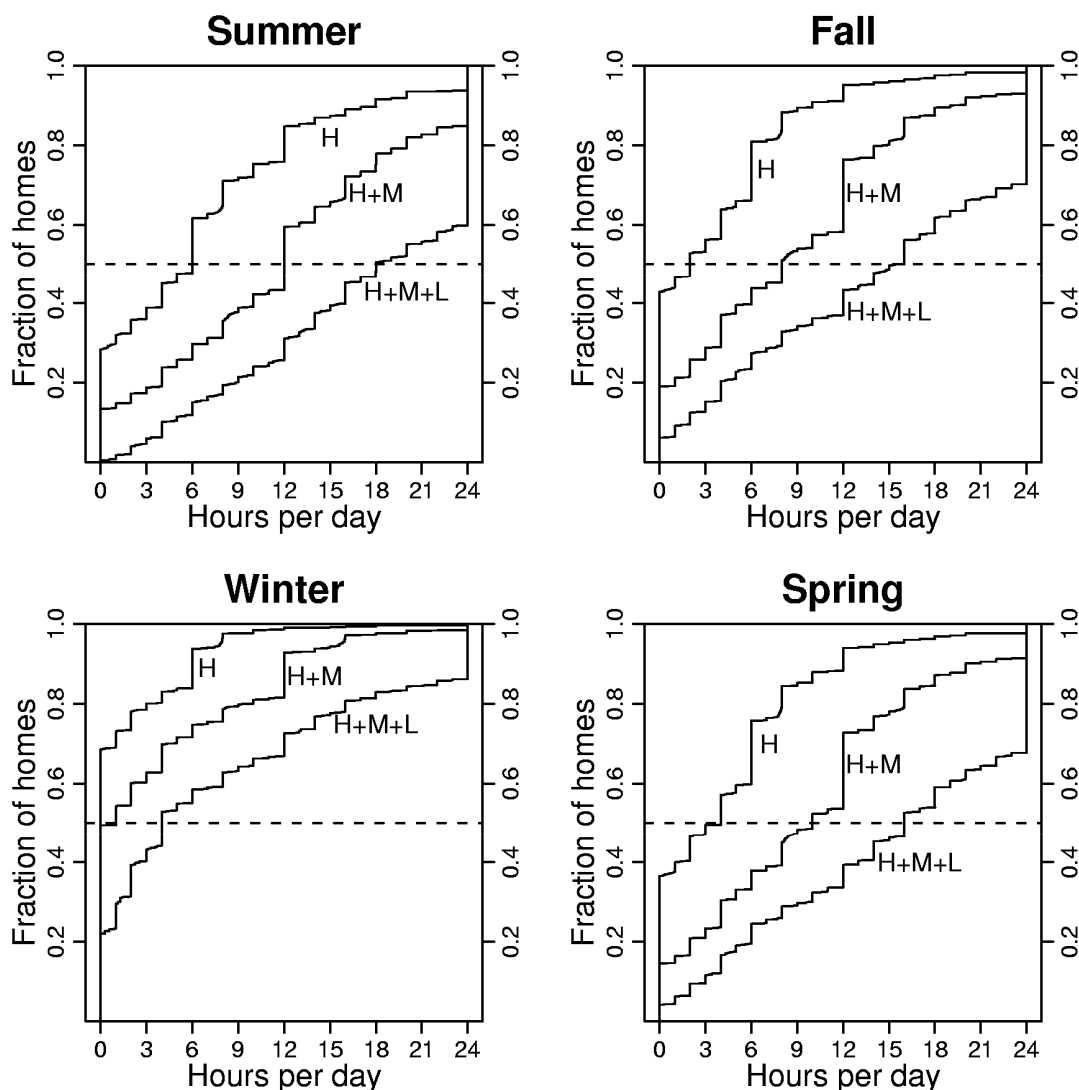 Summer
Fraction of homes
0.2 0.4 0.6 0.8 1.0
H
H+M
H+M+L
0.2 0.4 0.6 0.8 1.0
0 3 6 9 12 15 18 21 24
Hours per day
Fall
Fraction of homes
0.2 0.4 0.6 0.8 1.0
H
H+M
H+M+L
0.2 0.4 0.6 0.8 1.0
0 3 6 9 12 15 18 21 24
Hours per day
Winter
Fraction of homes
0.2 0.4 0.6 0.8 1.0
H
H+M
H+M+L
0.2 0.4 0.6 0.8 1.0
0 3 6 9 12 15 18 21 24
Hours per day
Spring
Fraction of homes
0.2 0.4 0.6 0.8 1.0
H
H+M
H+M+L
0.2 0.4 0.6 0.8 1.0
0 3 6 9 12 15 18 21 24
Hours per day